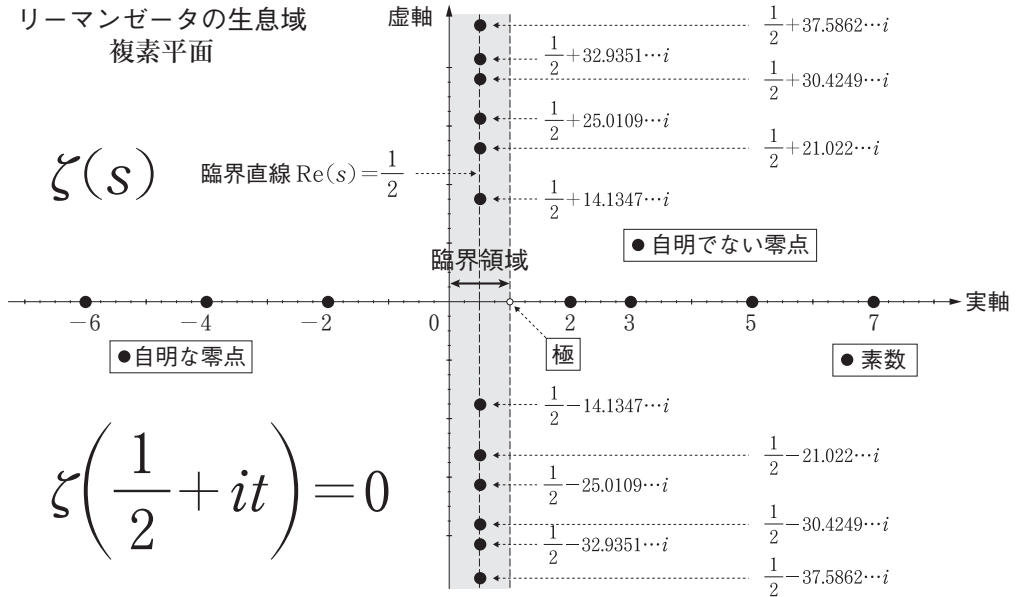 リーマンゼータの生息域
複素平面
虚軸
1/2+37.5862…i
1/2+32.9351…i
1/2+30.4249…i
1/2+25.0109…i
1/2+21.022…i
ζ(s)
臨界直線 Re(s)=1/2
1/2+14.1347…i
●自明でない零点
臨界領域
実軸
−6 −4 −2 0 2 3 5 7
●自明な零点
極
●素数
1/2−14.1347…i
1/2−21.022…i
1/2−25.0109…i
ζ(1/2+it)=0
1/2−30.4249…i
1/2−32.9351…i
1/2−37.5862…i